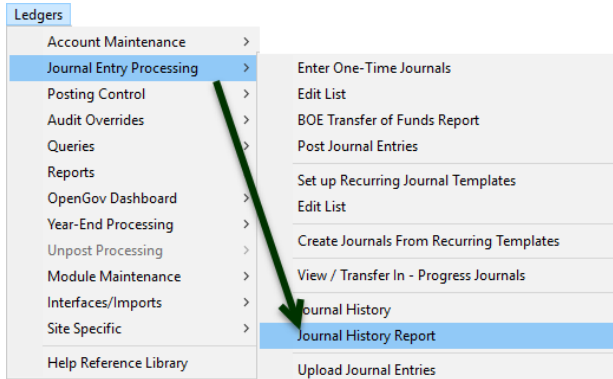 Ledgers
Account Maintenance
Journal Entry Processing
Posting Control
Audit Overrides
Queries
Reports
OpenGov Dashboard
Year-End Processing
Unpost Processing
Module Maintenance
Interfaces/Imports
Site Specific
Help Reference Library
Enter One-Time Journals
Edit List
BOE Transfer of Funds Report
Post Journal Entries
Set up Recurring Journal Templates
Edit List
Create Journals From Recurring Templates
View / Transfer In - Progress Journals
Journal History
Journal History Report
Upload Journal Entries